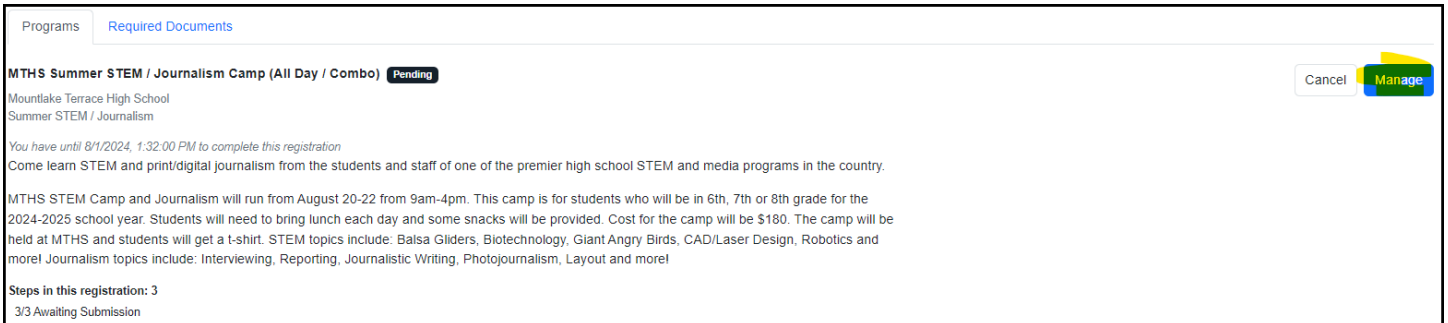 Programs Required Documents
MTHS Summer STEM / Journalism Camp (All Day / Combo) Pending
Cancel Manage
Mountlake Terrace High School
Summer STEM / Journalism
You have until 8/1/2024, 1:32:00 PM to complete this registration
Come learn STEM and print/digital journalism from the students and staff of one of the premier high school STEM and media programs in the country.
MTHS STEM Camp and Journalism will run from August 20-22 from 9am-4pm. This camp is for students who will be in 6th, 7th or 8th grade for the
2024-2025 school year. Students will need to bring lunch each day and some snacks will be provided. Cost for the camp will be $180. The camp will be
held at MTHS and students will get a t-shirt. STEM topics include: Balsa Gliders, Biotechnology, Giant Angry Birds, CAD/Laser Design, Robotics and
more! Journalism topics include: Interviewing, Reporting, Journalistic Writing, Photojournalism, Layout and more!
Steps in this registration: 3
3/3 Awaiting Submission